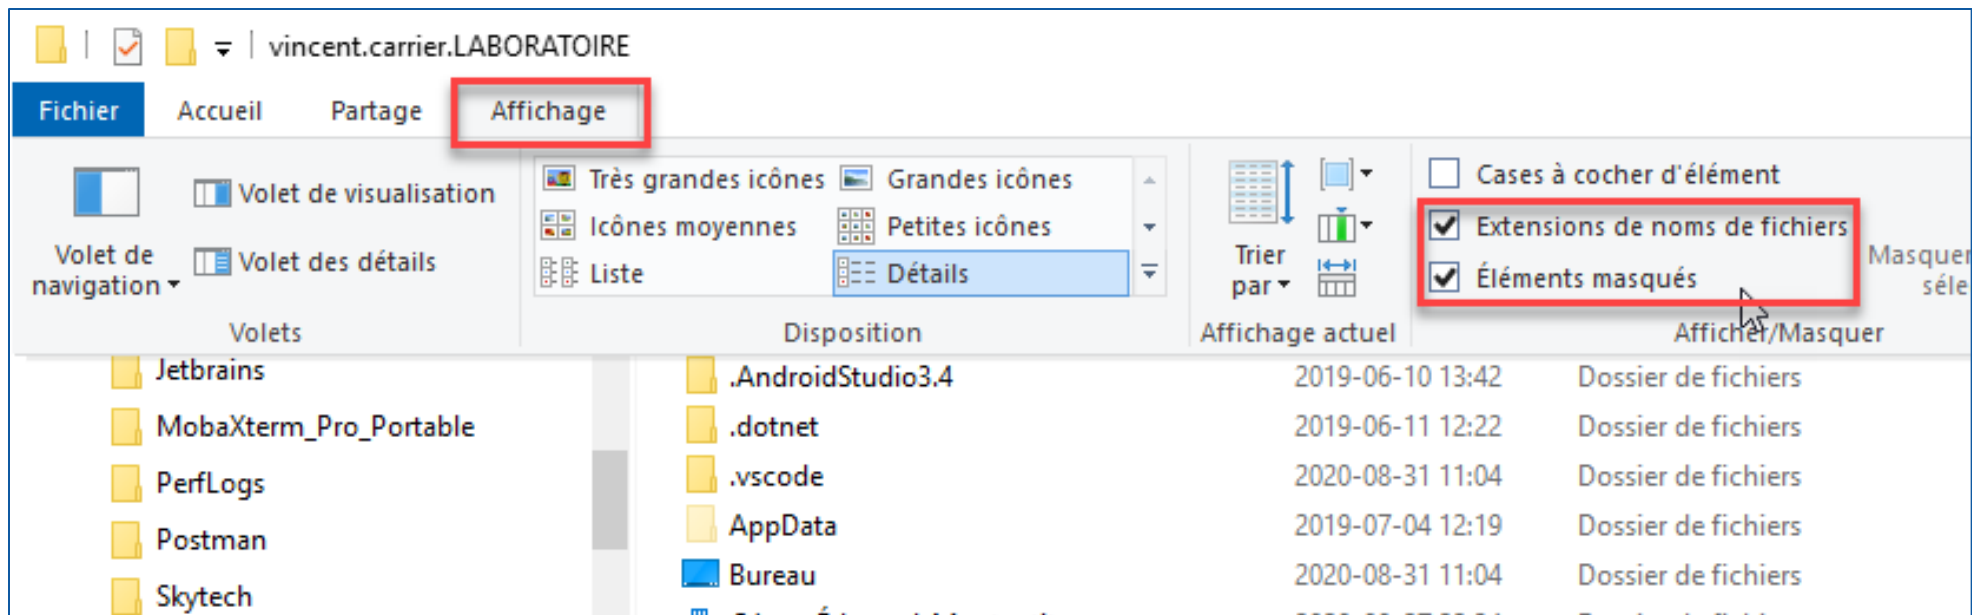 vincent.carrier.LABORATOIRE
Fichier Accueil Partage Affichage
Volet de navigation
Volet de visualisation
Volet des détails
Volets
Très grandes icônes Grandes icônes
Icônes moyennes Petites icônes
Liste Détails
Disposition
Trier par
Affichage actuel
Cases à cocher d'élément
Extensions de noms de fichiers
Éléments masqués
Masquer
Afficher/Masquer
Jetbrains
MobaXterm_Pro_Portable
PerfLogs
Postman
Skytech
.AndroidStudio3.4 2019-06-10 13:42 Dossier de fichiers
.dotnet 2019-06-11 12:22 Dossier de fichiers
.vscode 2020-08-31 11:04 Dossier de fichiers
AppData 2019-07-04 12:19 Dossier de fichiers
Bureau 2020-08-31 11:04 Dossier de fichiers